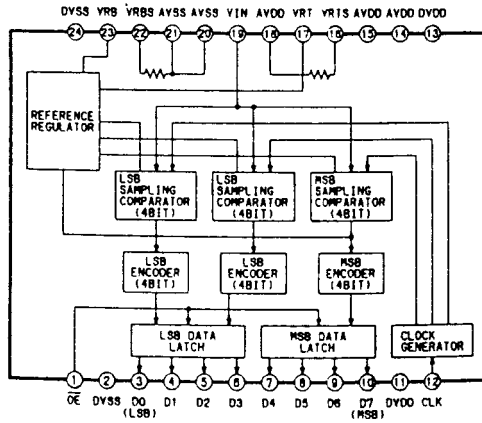 DVSS VRB VRBS AVSS AVSS VIN AVDD VRT VRTS AVDD AVDD DVDD
24 23 22 21 20 19 18 17 16 15 14 13
REFERENCE
REGULATOR
LSB
SAMPLING
COMPARATOR
(4BIT)
LSB
SAMPLING
COMPARATOR
(4BIT)
MSB
SAMPLING
COMPARATOR
(4BIT)
LSB
ENCODER
(4BIT)
LSB
ENCODER
(4BIT)
MSB
ENCODER
(4BIT)
LSB DATA
LATCH
MSB DATA
LATCH
CLOCK
GENERATOR
1 2 3 4 5 6 7 8 9 10 11 12
OE DVSS D0 D1 D2 D3 D4 D5 D6 D7 DVDD CLK
(LSB) (MSB)